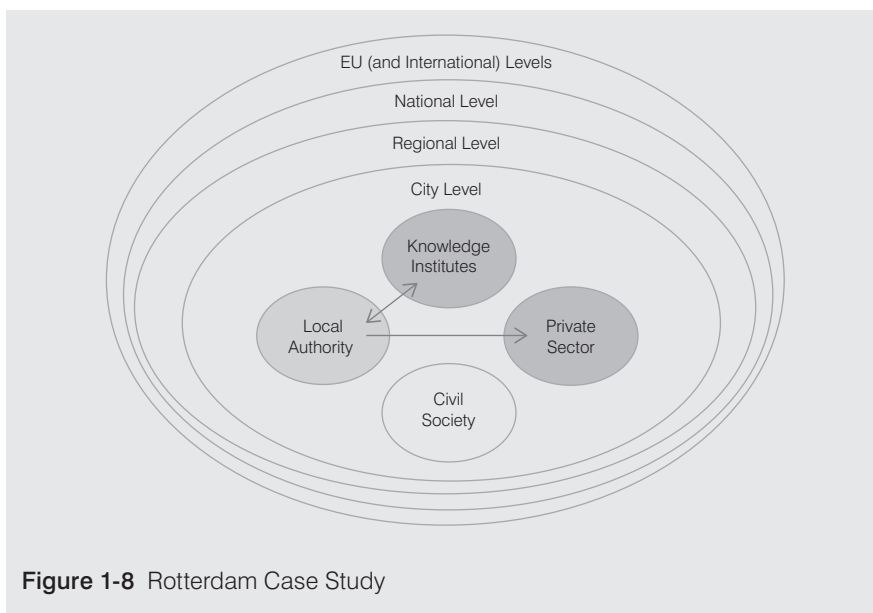 EU (and International) Levels
National Level
Regional Level
City Level
Knowledge
Institutes
Local
Authority
Private
Sector
Civil
Society
Figure 1-8 Rotterdam Case Study